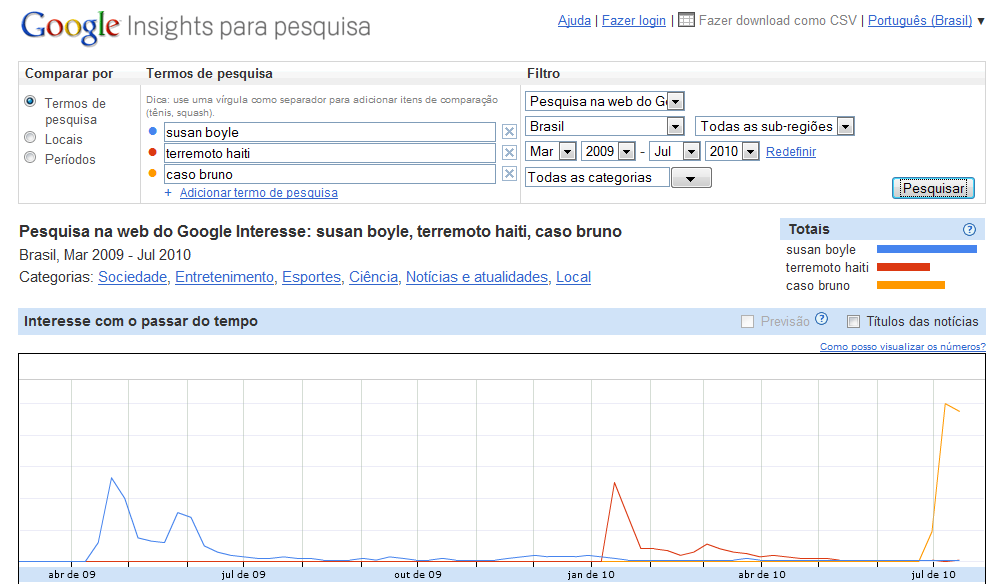 Google Insights para pesquisa
Ajuda | Fazer login | Fazer download como CSV | Português (Brasil) ▼
Comparar por
Termos de pesquisa
Locais
Períodos
Termos de pesquisa
Dica: use uma vírgula como separador para adicionar itens de comparação
(tênis, squash).
susan boyle
terremoto haiti
caso bruno
+ Adicionar termo de pesquisa
Filtro
Pesquisa na web do G
Brasil Todas as sub-regiões
Mar 2009 - Jul 2010 Redefinir
Todas as categorias
Pesquisar
Pesquisa na web do Google Interesse: susan boyle, terremoto haiti, caso bruno
Brasil, Mar 2009 - Jul 2010
Categorias: Sociedade, Entretenimento, Esportes, Ciência, Notícias e atualidades, Local
Totais ?
susan boyle
terremoto haiti
caso bruno
Interesse com o passar do tempo
Previsão ? Títulos das notícias
Como posso visualizar os números?
abr de 09 jul de 09 out de 09 jan de 10 abr de 10 jul de 10